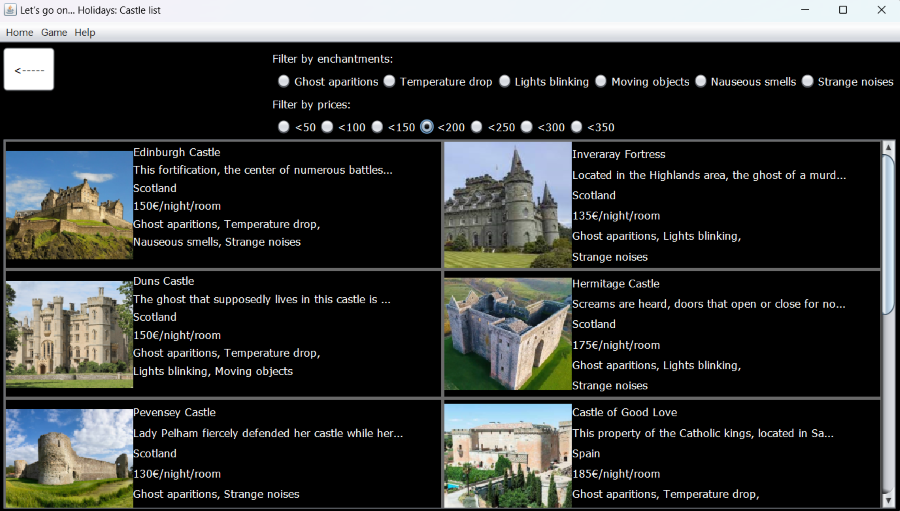 Let's go on... Holidays: Castle list
Home Game Help
<-----
Filter by enchantments:
Ghost aparitions Temperature drop Lights blinking Moving objects Nauseous smells Strange noises
Filter by prices:
<50 <100 <150 <200 <250 <300 <350
Edinburgh Castle
This fortification, the center of numerous battles...
Scotland
150€/night/room
Ghost aparitions, Temperature drop,
Nauseous smells, Strange noises
Inveraray Fortress
Located in the Highlands area, the ghost of a murd...
Scotland
135€/night/room
Ghost aparitions, Lights blinking,
Strange noises
Duns Castle
The ghost that supposedly lives in this castle is ...
Scotland
150€/night/room
Ghost aparitions, Temperature drop,
Lights blinking, Moving objects
Hermitage Castle
Screams are heard, doors that open or close for no...
Scotland
175€/night/room
Ghost aparitions, Lights blinking,
Strange noises
Pevensey Castle
Lady Pelham fiercely defended her castle while her...
Scotland
130€/night/room
Ghost aparitions, Strange noises
Castle of Good Love
This property of the Catholic kings, located in Sa...
Spain
185€/night/room
Ghost aparitions, Temperature drop,